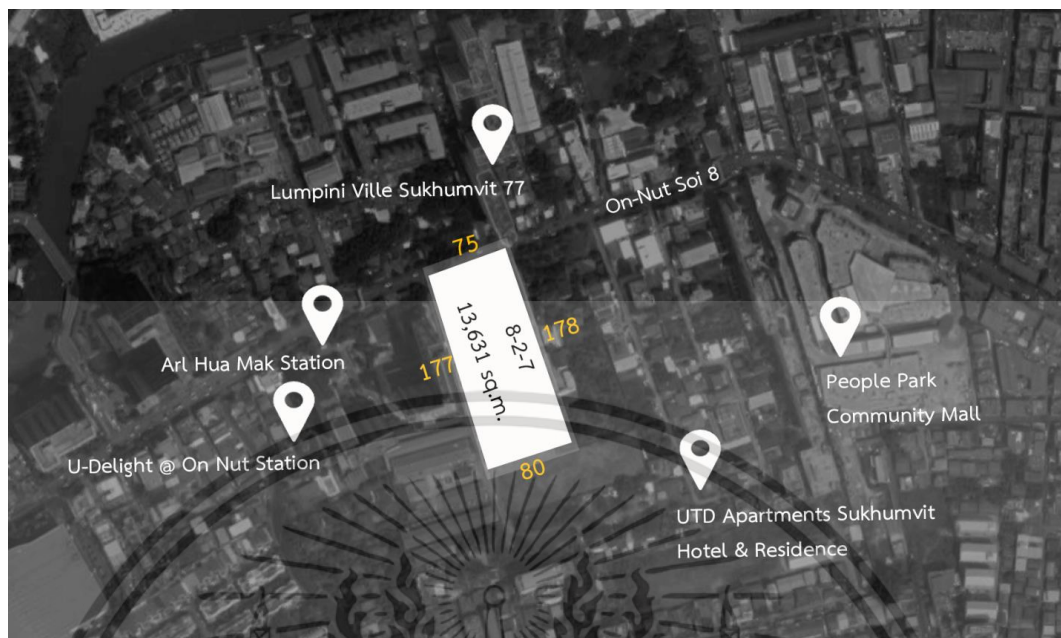 Lumpini Ville Sukhumvit 77
On-Nut Soi 8
75
8-2-7
13,631 sq.m.
178
177
80
Arl Hua Mak Station
U-Delight @ On Nut Station
People Park
Community Mall
UTD Apartments Sukhumvit
Hotel & Residence